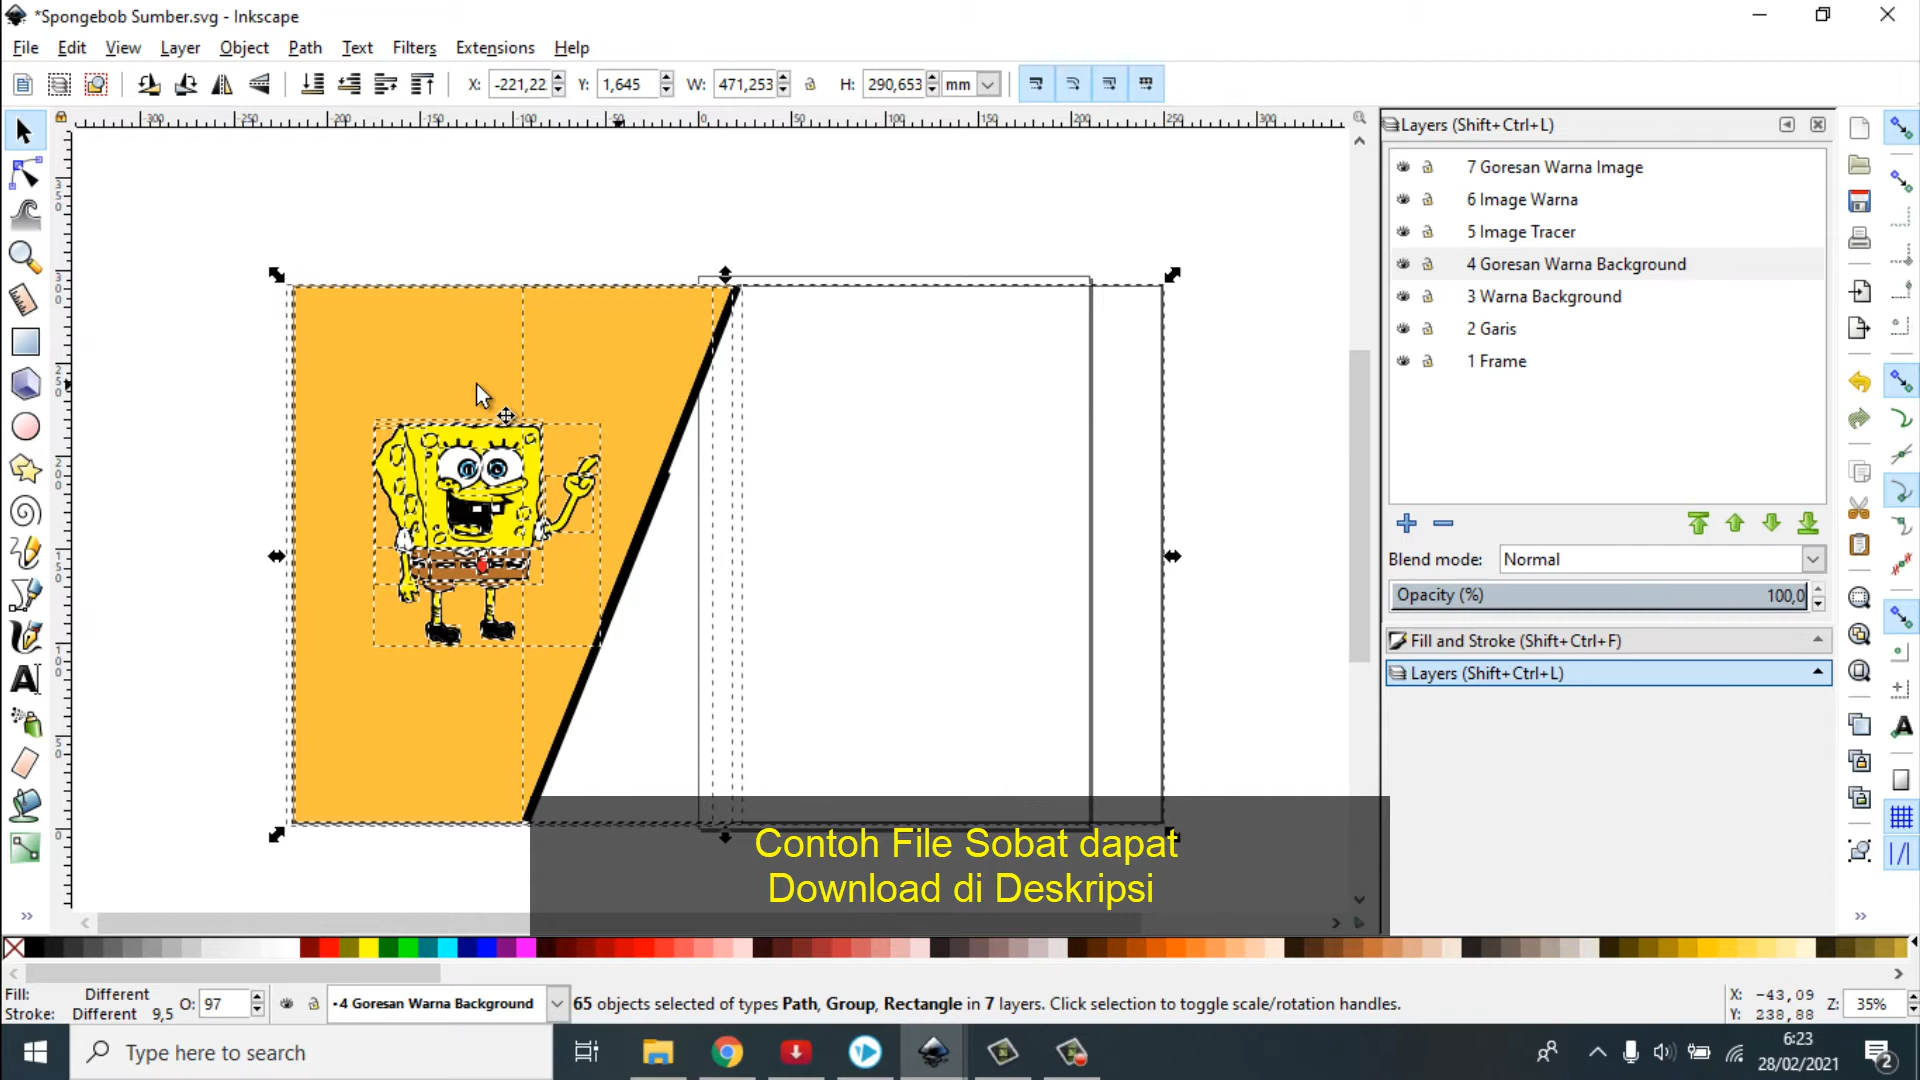 *Spongebob Sumber.svg - Inkscape
File Edit View Layer Object Path Text Filters Extensions Help
X: -221,22 Y: 1,645 W: 471,253 H: 290,653 mm
Layers (Shift+Ctrl+L)
7 Goresan Warna Image
6 Image Warna
5 Image Tracer
4 Goresan Warna Background
3 Warna Background
2 Garis
1 Frame
Blend mode: Normal
Opacity (%) 100,0
Fill and Stroke (Shift+Ctrl+F)
Layers (Shift+Ctrl+L)
Contoh File Sobat dapat
Download di Deskripsi
Fill: Different
Stroke: Different 9,5 O: 97
•4 Goresan Warna Background
65 objects selected of types Path, Group, Rectangle in 7 layers. Click selection to toggle scale/rotation handles.
X: -43,09
Y: 238,88
Z: 35%
Type here to search
6:23
28/02/2021
2